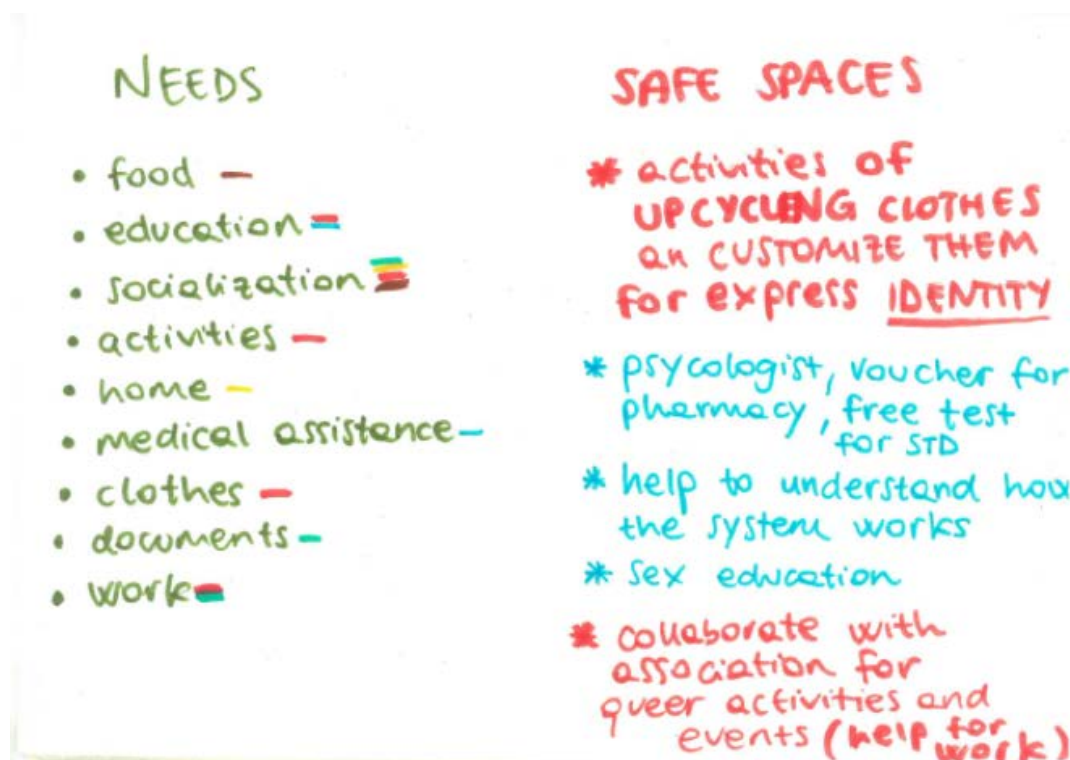 NEEDS
• food
• education
• socialization
• activities
• home
• medical assistance
• clothes
• documents
• work
SAFE SPACES
* activities of
UPCYCLING CLOTHES
an CUSTOMIZE THEM
for express IDENTITY
* psycologist, voucher for
pharmacy, free test
for STD
* help to understand how
the system works
* sex education
* collaborate with
association for
queer activities and
events (help for
work)